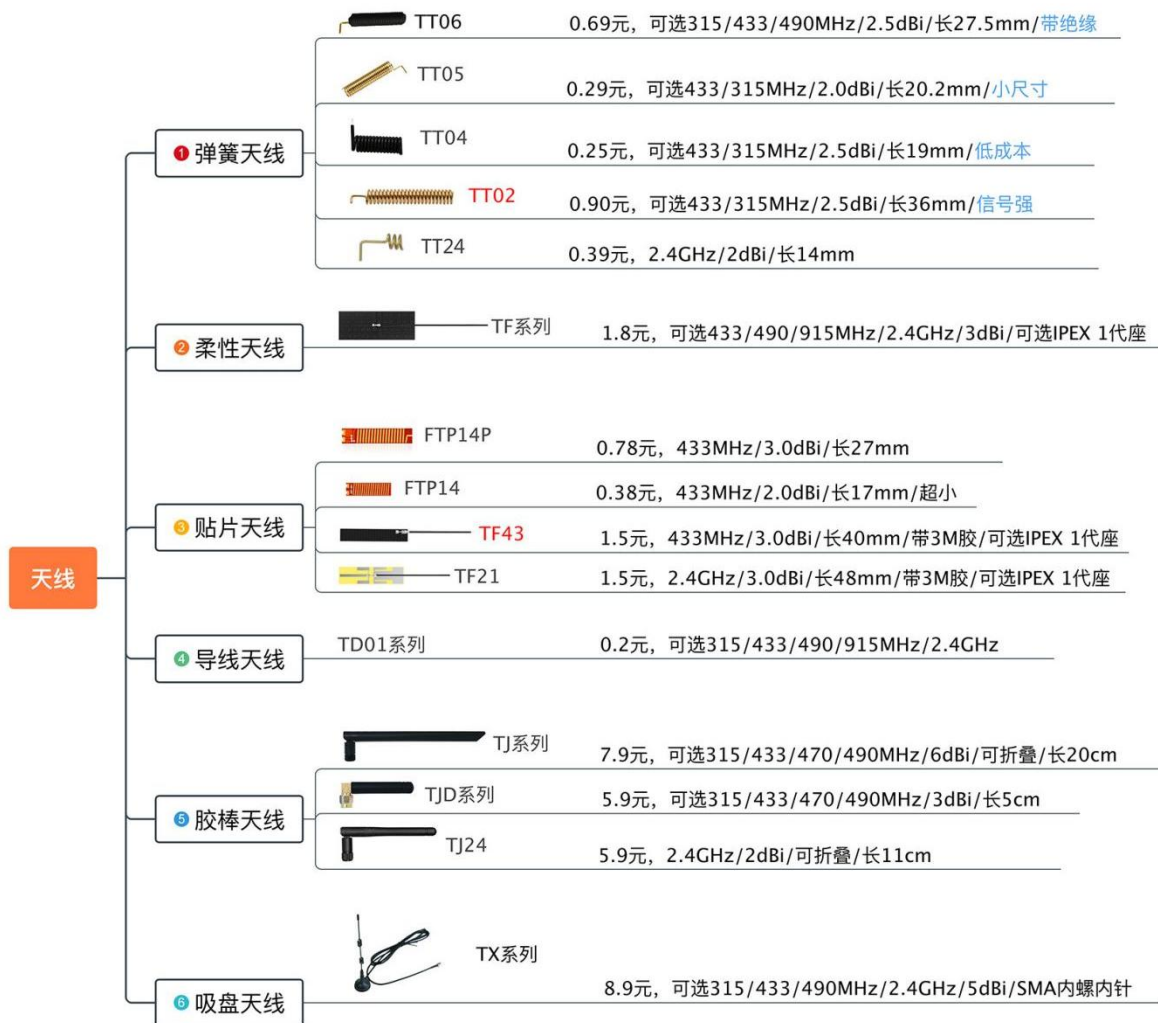 天线
❶ 弹簧天线
TT06
0.69元，可选315/433/490MHz/2.5dBi/长27.5mm/带绝缘
TT05
0.29元，可选433/315MHz/2.0dBi/长20.2mm/小尺寸
TT04
0.25元，可选433/315MHz/2.5dBi/长19mm/低成本
TT02
0.90元，可选433/315MHz/2.5dBi/长36mm/信号强
TT24
0.39元，2.4GHz/2dBi/长14mm
❷ 柔性天线
TF系列
1.8元，可选433/490/915MHz/2.4GHz/3dBi/可选IPEX 1代座
❸ 贴片天线
FTP14P
0.78元，433MHz/3.0dBi/长27mm
FTP14
0.38元，433MHz/2.0dBi/长17mm/超小
TF43
1.5元，433MHz/3.0dBi/长40mm/带3M胶/可选IPEX 1代座
TF21
1.5元，2.4GHz/3.0dBi/长48mm/带3M胶/可选IPEX 1代座
❹ 导线天线
TD01系列
0.2元，可选315/433/490/915MHz/2.4GHz
❺ 胶棒天线
TJ系列
7.9元，可选315/433/470/490MHz/6dBi/可折叠/长20cm
TJD系列
5.9元，可选315/433/470/490MHz/3dBi/长5cm
TJ24
5.9元，2.4GHz/2dBi/可折叠/长11cm
❻ 吸盘天线
TX系列
8.9元，可选315/433/490MHz/2.4GHz/5dBi/SMA内螺内针